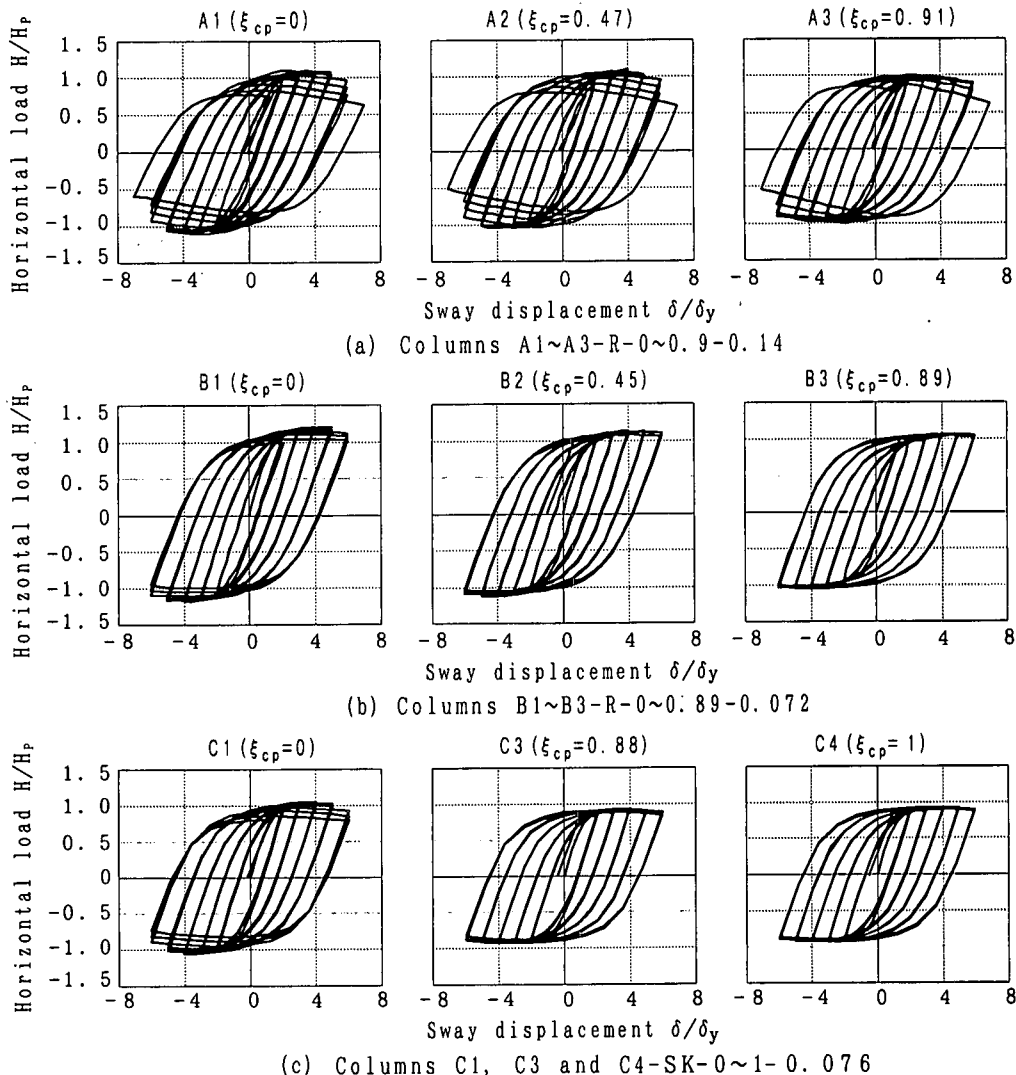 A1(ξcp=0) A2(ξcp=0.47) A3(ξcp=0.91)
Horizontal load H/HP
1.5
1.0
0.5
0
-0.5
-1.0
-1.5
-8 -4 0 4 8 -8 -4 0 4 8 -8 -4 0 4 8
Sway displacement δ/δy
(a) Columns A1~A3-R-0~0.9-0.14
B1(ξcp=0) B2(ξcp=0.45) B3(ξcp=0.89)
Horizontal load H/HP
1.5
1.0
0.5
0
-0.5
-1.0
-1.5
-8 -4 0 4 8 -8 -4 0 4 8 -8 -4 0 4 8
Sway displacement δ/δy
(b) Columns B1~B3-R-0~0.89-0.072
C1(ξcp=0) C3(ξcp=0.88) C4(ξcp=1)
Horizontal load H/HP
1.5
1.0
0.5
0
-0.5
-1.0
-1.5
-8 -4 0 4 8 -8 -4 0 4 8 -8 -4 0 4 8
Sway displacement δ/δy
(c) Columns C1, C3 and C4-SK-0~1-0.076